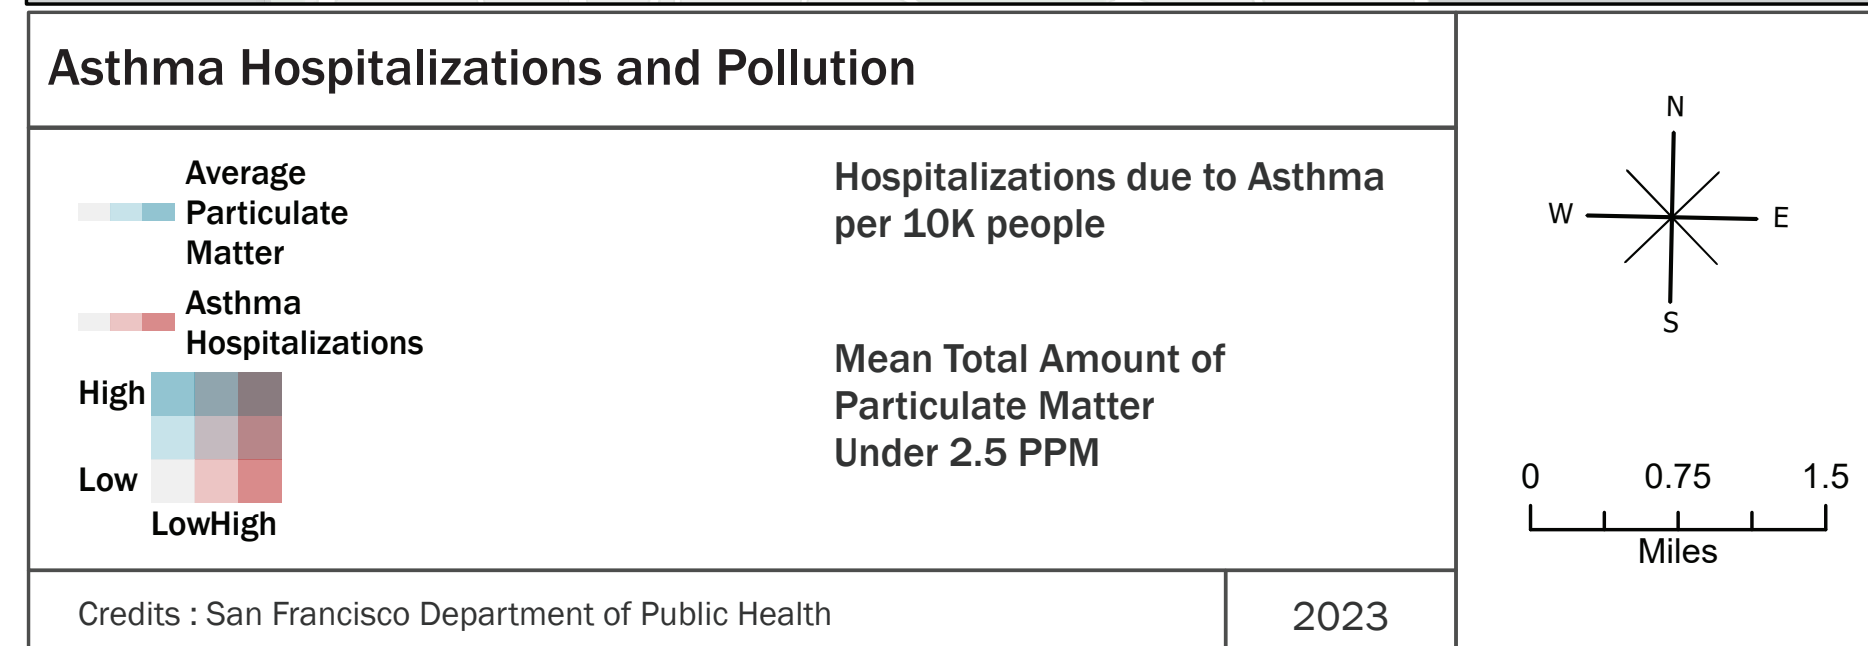 Asthma Hospitalizations and Pollution
Average
Particulate
Matter
Asthma
Hospitalizations
High
Low
LowHigh
Hospitalizations due to Asthma
per 10K people
Mean Total Amount of
Particulate Matter
Under 2.5 PPM
Credits : San Francisco Department of Public Health
2023
N
W E
S
0 0.75 1.5
Miles